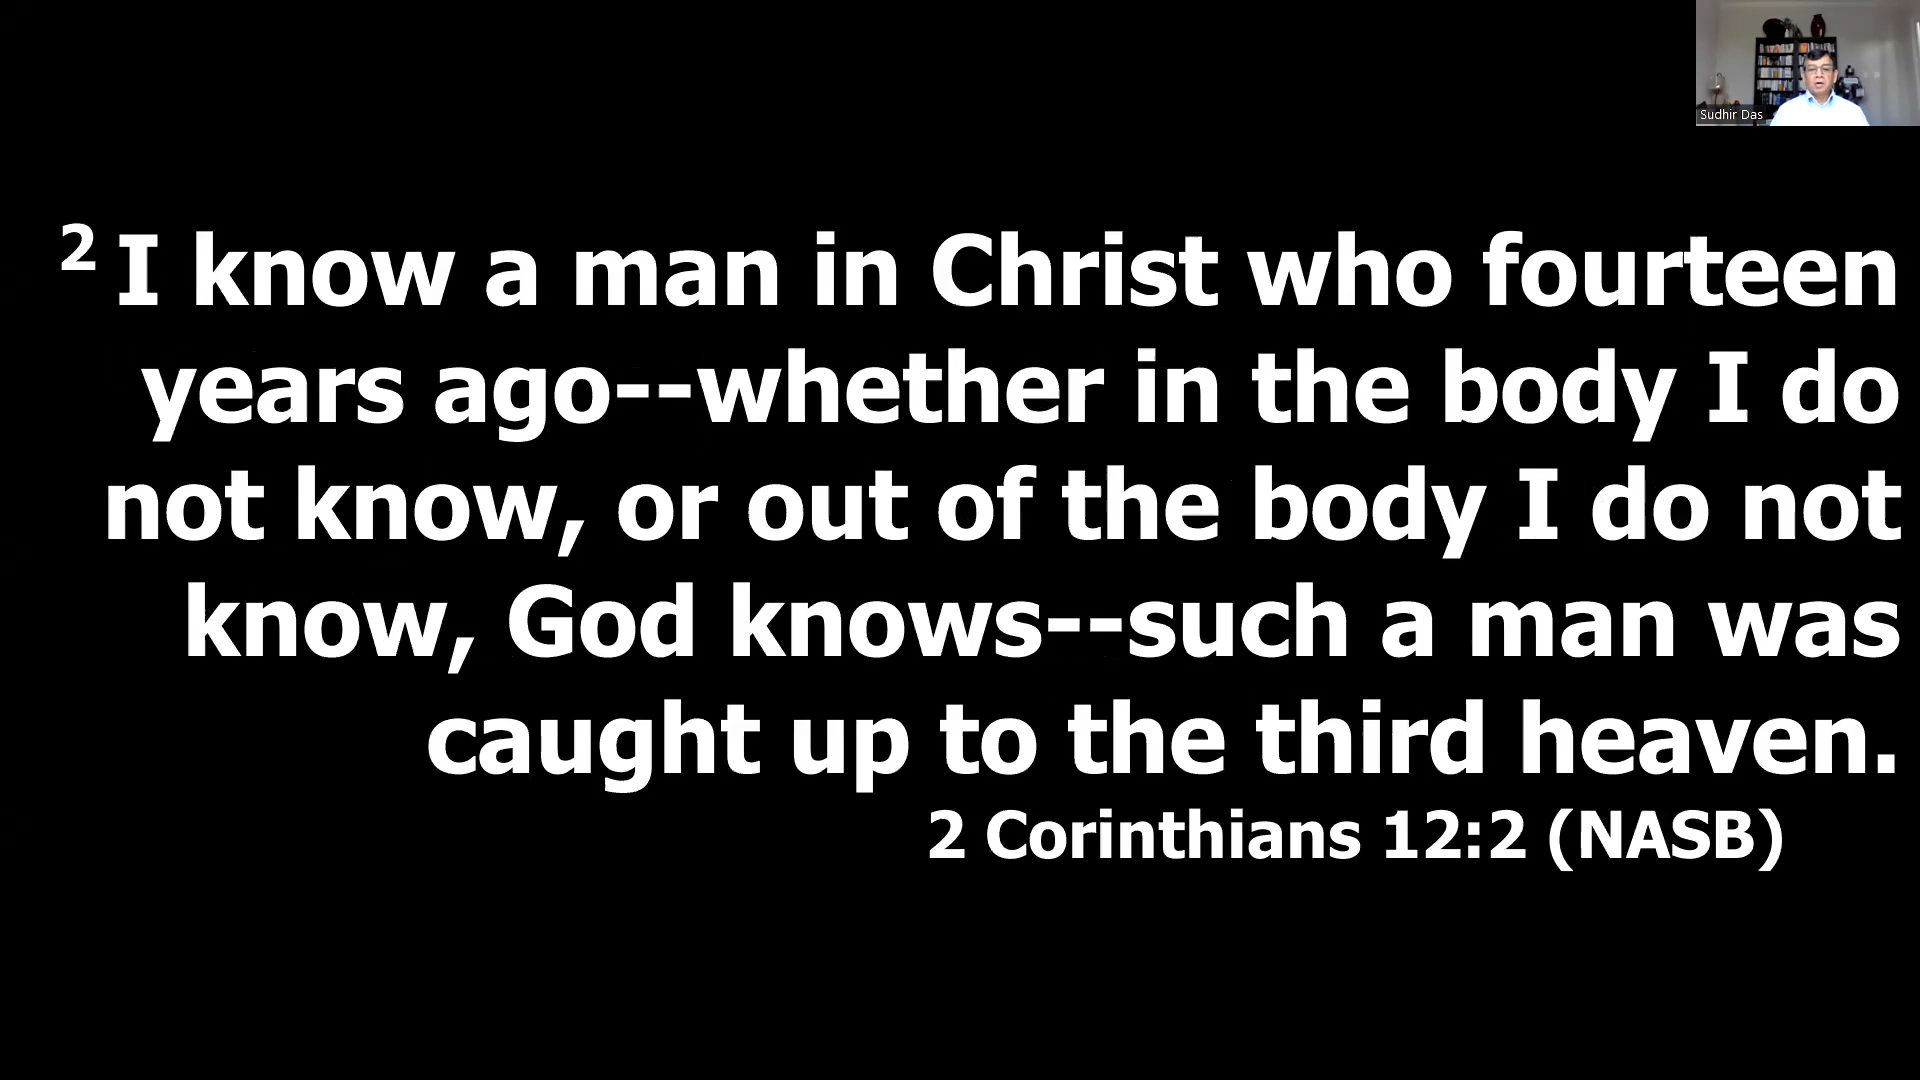 Sudhir Das
2 I know a man in Christ who fourteen
years ago--whether in the body I do
not know, or out of the body I do not
know, God knows--such a man was
caught up to the third heaven.
2 Corinthians 12:2 (NASB)